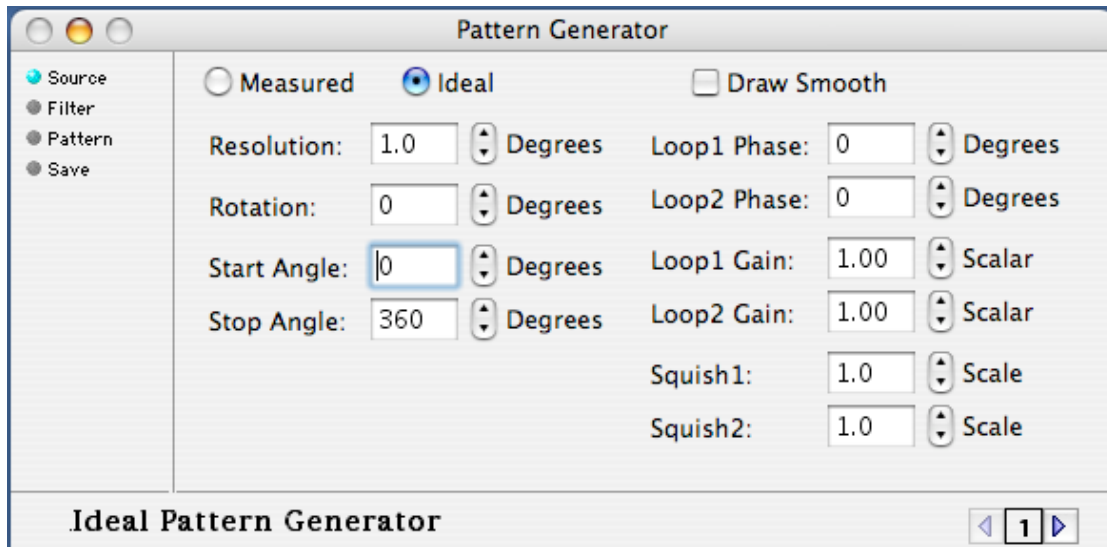 Pattern Generator
Source
Filter
Pattern
Save
Measured Ideal Draw Smooth
Resolution: 1.0 Degrees Loop1 Phase: 0 Degrees
Rotation: 0 Degrees Loop2 Phase: 0 Degrees
Start Angle: 0 Degrees Loop1 Gain: 1.00 Scalar
Stop Angle: 360 Degrees Loop2 Gain: 1.00 Scalar
Squish1: 1.0 Scale
Squish2: 1.0 Scale
Ideal Pattern Generator 1